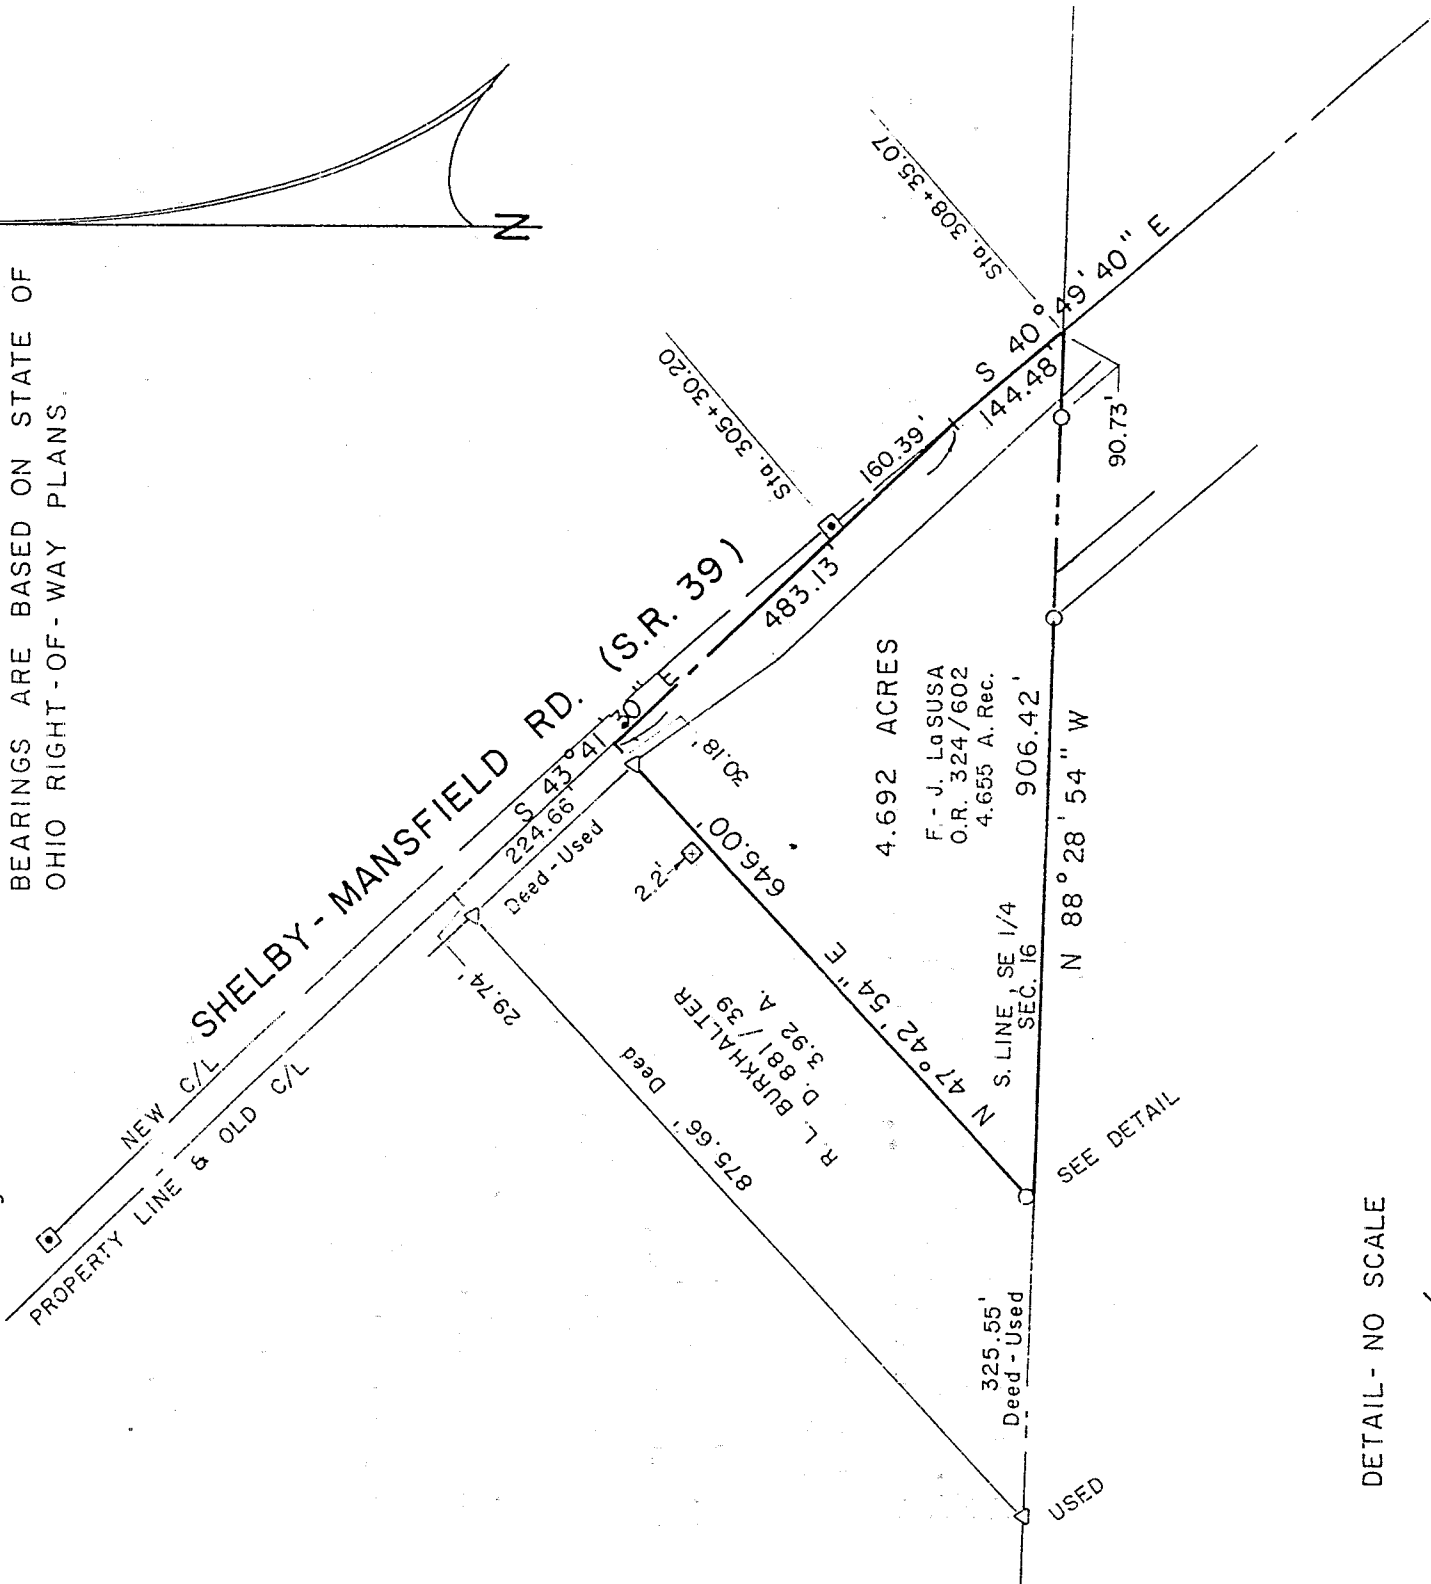 BEARINGS ARE BASED ON STATE OF
OHIO RIGHT-OF-WAY PLANS.
N
Sta. 308+35.07
Sta. 305+30.20
S 40° 49' 40" E
144.48'
90.73'
160.39'
483.13'
SHELBY - MANSFIELD RD. (S.R. 39)
S 43° 41' 30" E
224.66'
Deed - Used
30.18'
29.74'
NEW C/L
PROPERTY LINE & OLD C/L
2.2'
646.00'
N 47° 42' 54" E
4.692 ACRES
F. - J. LaSUSA
O.R. 324/602
4.655 A. Rec.
906.42'
N 88° 28' 54" W
S. LINE, SE 1/4
SEC. 16
R. L. BURKHALTER
D. 881 / 39
3.92 A.
875.66' Deed
SEE DETAIL
325.55'
Deed - Used
USED
DETAIL - NO SCALE